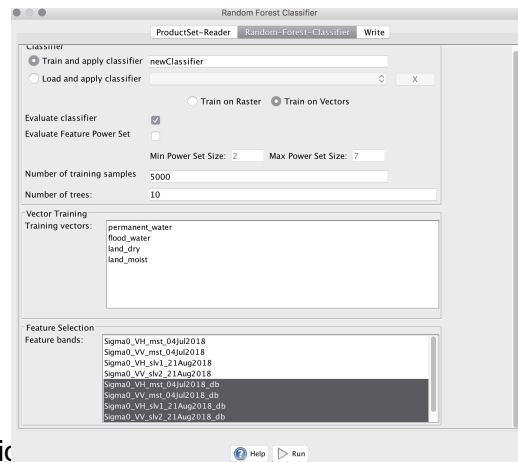 Random Forest Classifier
ProductSet-Reader Random-Forest-Classifier Write
Classifier
Train and apply classifier newClassifier
Load and apply classifier X
Train on Raster Train on Vectors
Evaluate classifier
Evaluate Feature Power Set
Min Power Set Size: 2 Max Power Set Size: 7
Number of training samples 5000
Number of trees: 10
Vector Training
Training vectors: permanent_water
flood_water
land_dry
land_moist
Feature Selection
Feature bands: Sigma0_VH_mst_04Jul2018
Sigma0_VV_mst_04Jul2018
Sigma0_VH_slv1_21Aug2018
Sigma0_VV_slv2_21Aug2018
Sigma0_VH_mst_04Jul2018_db
Sigma0_VV_mst_04Jul2018_db
Sigma0_VH_slv1_21Aug2018_db
Sigma0_VV_slv2_21Aug2018_db
Help Run